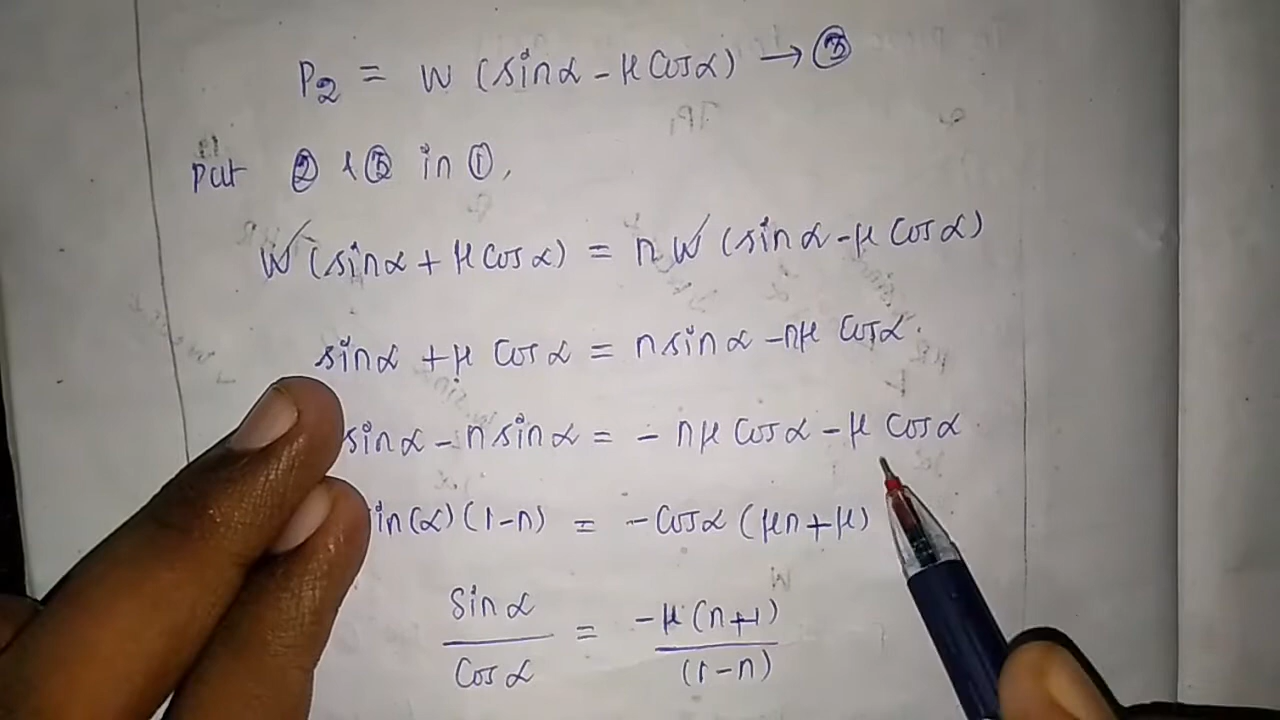 P₂ = W (sinα - μ Cosα) → ③
Put ② & ③ in ①,
W (sinα + μ Cosα) = n W (sinα - μ Cosα)
sinα + μ Cosα = n sinα - nμ Cosα.
sinα - n sinα = - nμ Cosα - μ Cosα
in(α) (1-n) = - Cosα (μn + μ)
Sinα / Cosα = -μ (n+1) / (1-n)